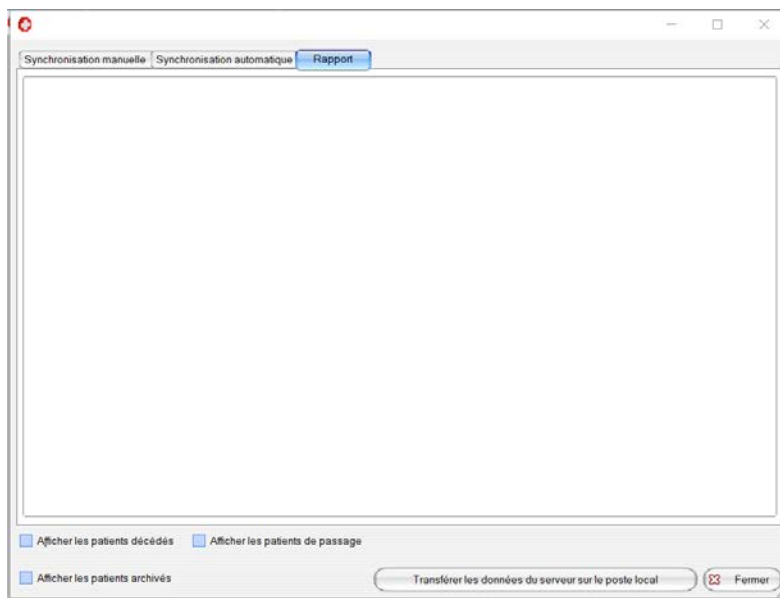 Synchronisation manuelle Synchronisation automatique Rapport
Afficher les patients décédés Afficher les patients de passage
Afficher les patients archivés Transférer les données du serveur sur le poste local Fermer